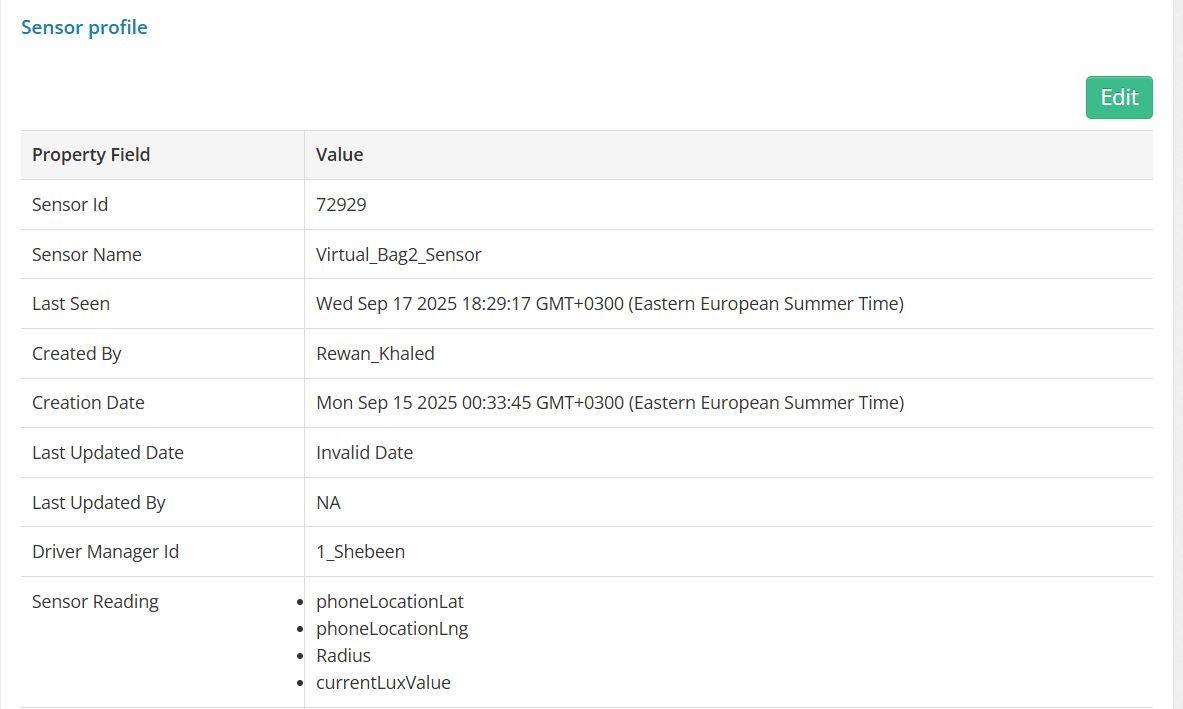 Sensor profile
Edit
Property Field Value
Sensor Id 72929
Sensor Name Virtual_Bag2_Sensor
Last Seen Wed Sep 17 2025 18:29:17 GMT+0300 (Eastern European Summer Time)
Created By Rewan_Khaled
Creation Date Mon Sep 15 2025 00:33:45 GMT+0300 (Eastern European Summer Time)
Last Updated Date Invalid Date
Last Updated By NA
Driver Manager Id 1_Shebeen
Sensor Reading • phoneLocationLat
• phoneLocationLng
• Radius
• currentLuxValue